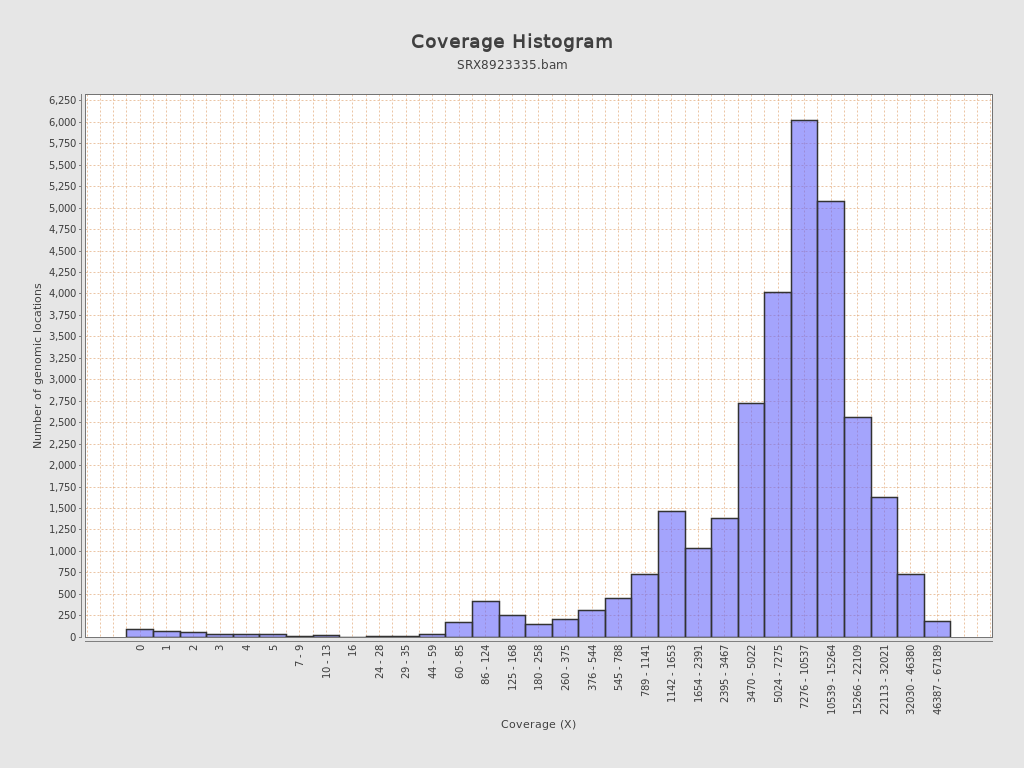 Coverage Histogram
SRX8923335.bam
Number of genomic locations
6,250
6,000
5,750
5,500
5,250
5,000
4,750
4,500
4,250
4,000
3,750
3,500
3,250
3,000
2,750
2,500
2,250
2,000
1,750
1,500
1,250
1,000
750
500
250
0
0
1
2
3
4
5
7 - 9
10 - 13
16
24 - 28
29 - 35
44 - 59
60 - 85
86 - 124
125 - 168
180 - 258
260 - 375
376 - 544
545 - 788
789 - 1141
1142 - 1653
1654 - 2391
2395 - 3467
3470 - 5022
5024 - 7275
7276 - 10537
10539 - 15264
15266 - 22109
22113 - 32021
32030 - 46380
46387 - 67189
Coverage (X)